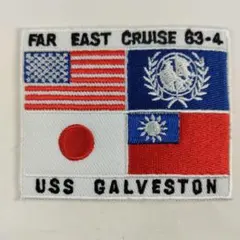 FAR EAST CRUISE 63-4
USS GALVESTON